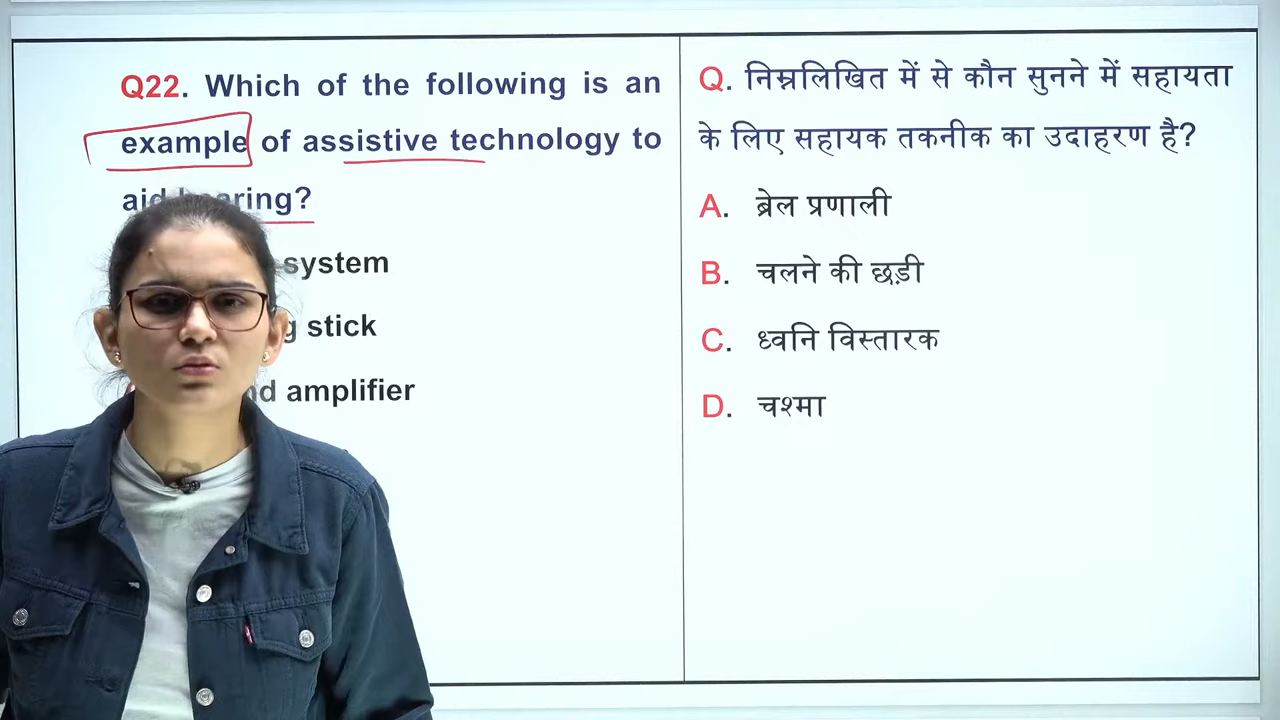 Q22. Which of the following is an
example of assistive technology to
aid hearing?
system
stick
amplifier
Q. निम्नलिखित में से कौन सुनने में सहायता
के लिए सहायक तकनीक का उदाहरण है?
A. ब्रेल प्रणाली
B. चलने की छड़ी
C. ध्वनि विस्तारक
D. चश्मा